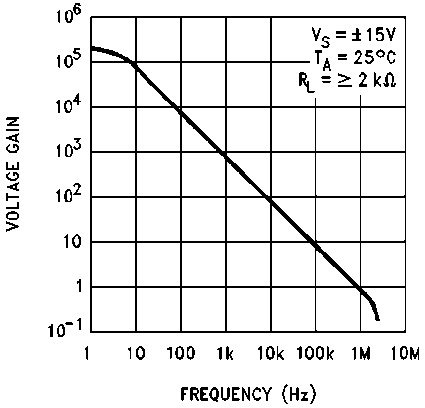 V_S = ±15V
T_A = 25°C
R_L = ≥ 2 kΩ
10⁶
10⁵
10⁴
10³
10²
10
1
10⁻¹
VOLTAGE GAIN
1 10 100 1k 10k 100k 1M 10M
FREQUENCY (Hz)